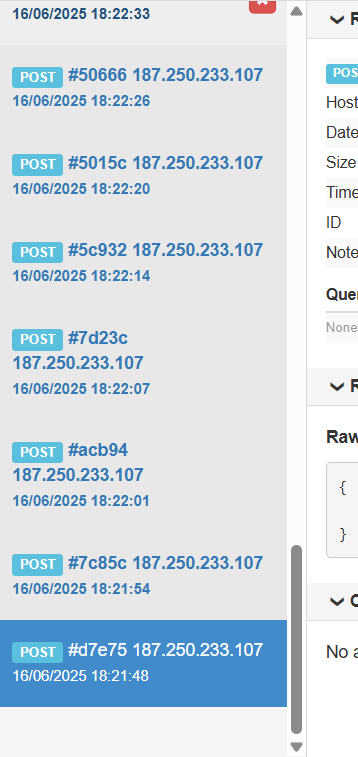 16/06/2025 18:22:33
POST #50666 187.250.233.107
16/06/2025 18:22:26
POST #5015c 187.250.233.107
16/06/2025 18:22:20
POST #5c932 187.250.233.107
16/06/2025 18:22:14
POST #7d23c
187.250.233.107
16/06/2025 18:22:07
POST #acb94
187.250.233.107
16/06/2025 18:22:01
POST #7c85c 187.250.233.107
16/06/2025 18:21:54
POST #d7e75 187.250.233.107
16/06/2025 18:21:48
R
POS
Host
Date
Size
Time
ID
Note
Que
None
R
Raw
{
}
C
No a